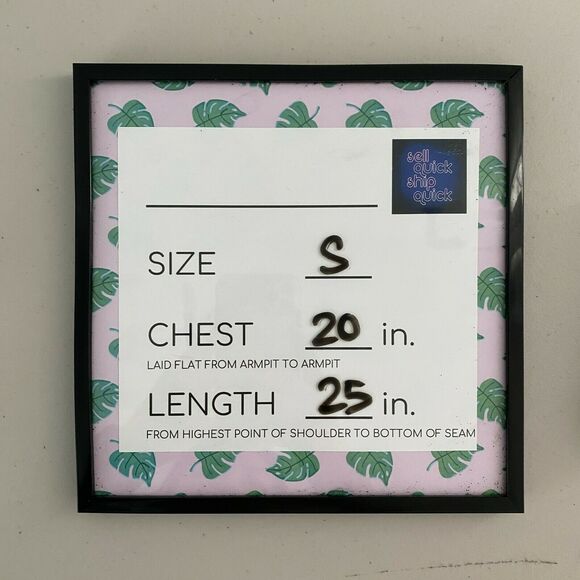 sell
quick
ship
quick
SIZE S
CHEST 20 in.
LAID FLAT FROM ARMPIT TO ARMPIT
LENGTH 25 in.
FROM HIGHEST POINT OF SHOULDER TO BOTTOM OF SEAM